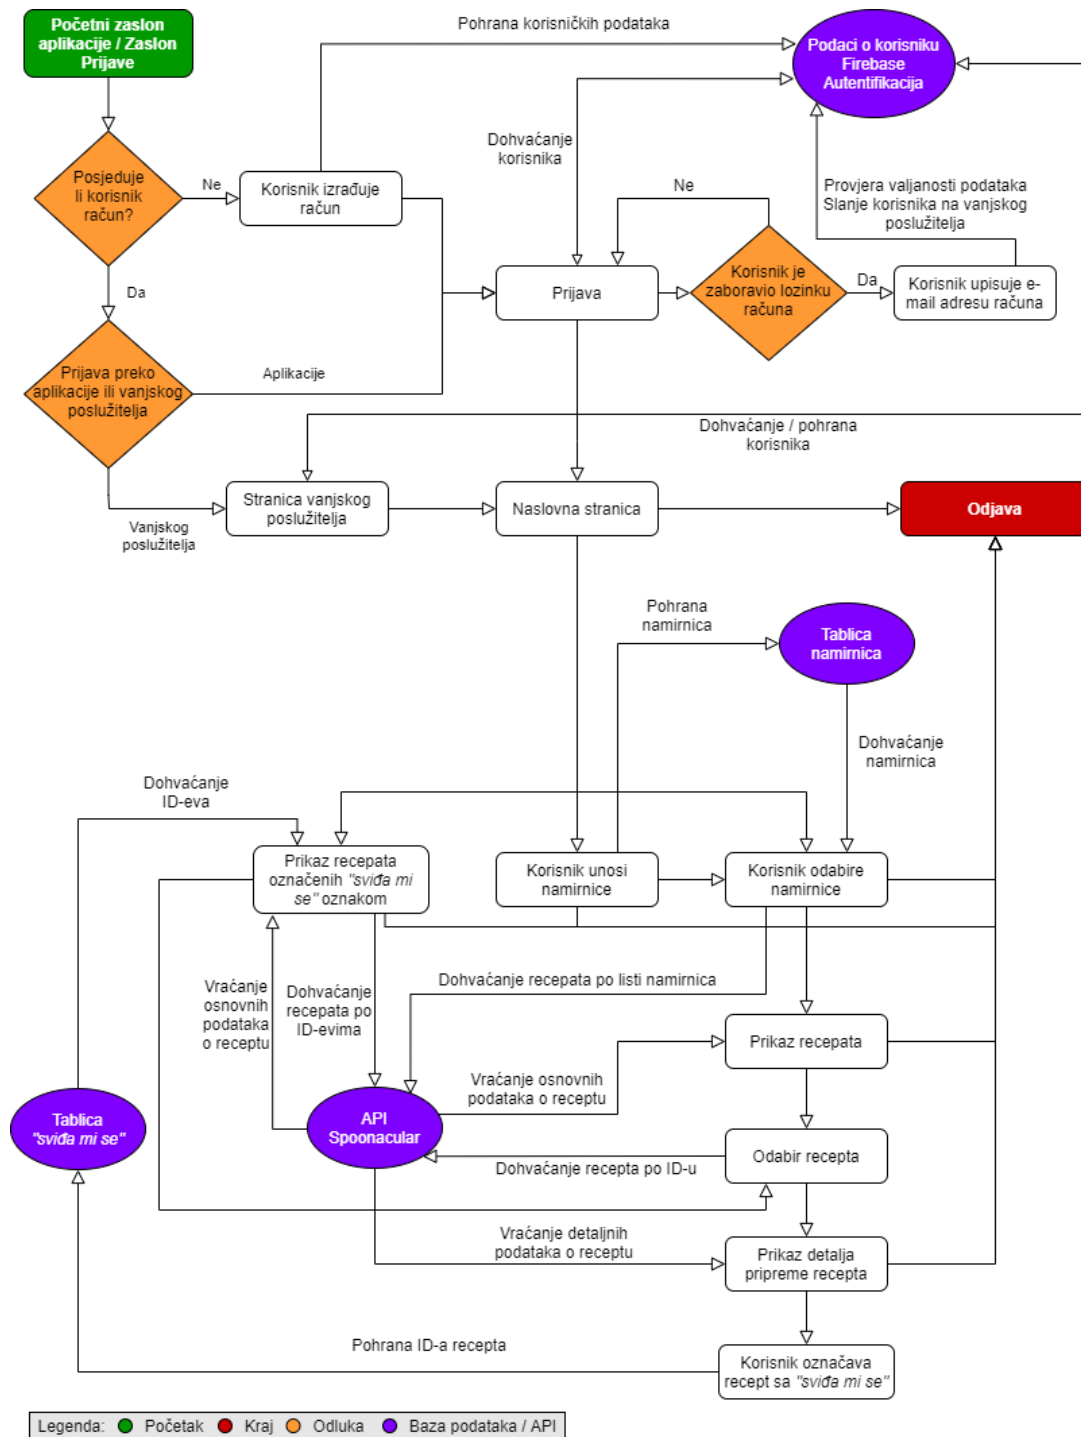 Početni zaslon
aplikacije / Zaslon
Prijave
Pohrana korisničkih podataka
Podaci o korisniku
Firebase
Autentifikacija
Dohvaćanje
korisnika
Posjeduje
li korisnik
račun?
Ne
Korisnik izrađuje
račun
Ne
Provjera valjanosti podataka
Slanje korisnika na vanjskog
poslužitelja
Da
Prijava
Korisnik je
zaboravio lozinku
računa
Da
Korisnik upisuje e-
mail adresu računa
Prijava preko
aplikacije ili vanjskog
poslužitelja
Aplikacije
Dohvaćanje / pohrana
korisnika
Vanjskog
poslužitelja
Stranica vanjskog
poslužitelja
Naslovna stranica
Odjava
Pohrana
namirnica
Tablica
namirnica
Dohvaćanje
namirnica
Dohvaćanje
ID-eva
Prikaz recepata
označenih "sviđa mi
se" oznakom
Korisnik unosi
namirnice
Korisnik odabire
namirnice
Vraćanje
osnovnih
podataka
o receptu
Dohvaćanje
recepata po
ID-evima
Dohvaćanje recepata po listi namirnica
Prikaz recepata
Vraćanje osnovnih
podataka o receptu
Tablica
"sviđa mi se"
API
Spoonacular
Dohvaćanje recepta po ID-u
Odabir recepta
Vraćanje detaljnih
podataka o receptu
Prikaz detalja
pripreme recepta
Pohrana ID-a recepta
Korisnik označava
recept sa "sviđa mi se"
Legenda: Početak Kraj Odluka Baza podataka / API